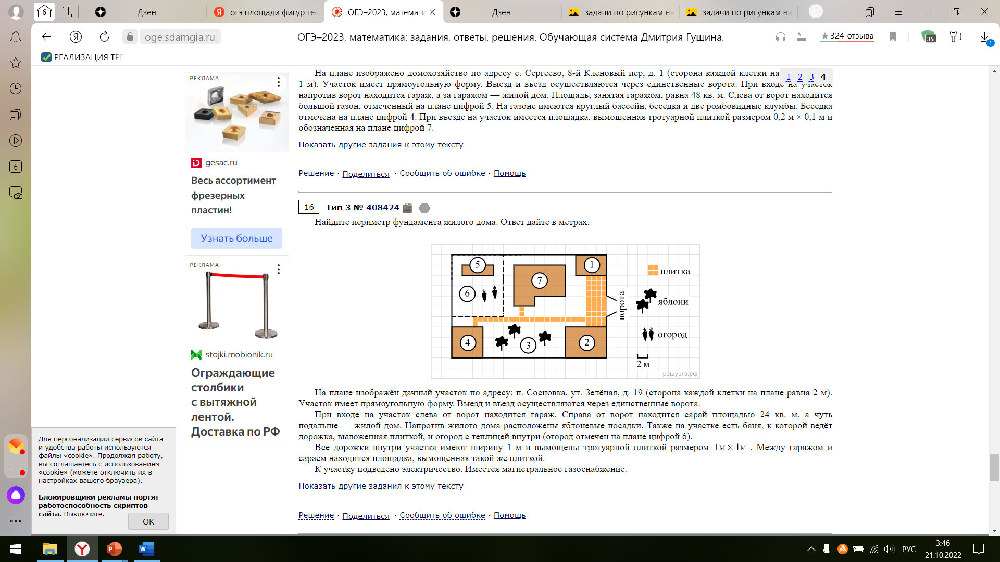 6
Дзен
огэ площади фигур гео
ОГЭ–2023, математи
Дзен
задачи по рисункам на
задачи по рисункам на
oge.sdamgia.ru
ОГЭ–2023, математика: задания, ответы, решения. Обучающая система Дмитрия Гущина.
324 отзыва
35
1
РЕАЛИЗАЦИЯ ТРЕ
6
РЕКЛАМА
gesac.ru
Весь ассортимент
фрезерных
пластин!
Узнать больше
РЕКЛАМА
stojki.mobionik.ru
Ограждающие
столбики
с вытяжной
лентой.
Доставка по РФ
Для персонализации сервисов сайта
и удобства работы используются
файлы «cookie». Продолжая работу,
вы соглашаетесь с использованием
«cookie» (можете отключить их в
настройках вашего браузера).
Блокировщики рекламы портят
работоспособность скриптов
сайта. Выключите.
OK
1 2 3 4
На плане изображено домохозяйство по адресу с. Сергеево, 8-й Кленовый пер, д. 1 (сторона каждой клетки на
1 м). Участок имеет прямоугольную форму. Выезд и въезд осуществляются через единственные ворота. При входе на участок
напротив ворот находится гараж, а за гаражом — жилой дом. Площадь, занятая гаражом, равна 48 кв. м. Слева от ворот находится
большой газон, отмеченный на плане цифрой 5. На газоне имеются круглый бассейн, беседка и две ромбовидные клумбы. Беседка
отмечена на плане цифрой 4. При въезде на участок имеется площадка, вымощенная тротуарной плиткой размером 0,2 м × 0,1 м и
обозначенная на плане цифрой 7.
Показать другие задания к этому тексту
Решение · Поделиться · Сообщить об ошибке · Помощь
16 Тип 3 № 408424
Найдите периметр фундамента жилого дома. Ответ дайте в метрах.
5
1
7
6
4
3
2
ворота
плитка
яблони
огород
2 м
решуогэ.рф
На плане изображён дачный участок по адресу: п. Сосновка, ул. Зелёная, д. 19 (сторона каждой клетки на плане равна 2 м).
Участок имеет прямоугольную форму. Выезд и въезд осуществляются через единственные ворота.
При входе на участок слева от ворот находится гараж. Справа от ворот находится сарай площадью 24 кв. м, а чуть
подальше — жилой дом. Напротив жилого дома расположены яблоневые посадки. Также на участке есть баня, к которой ведёт
дорожка, выложенная плиткой, и огород с теплицей внутри (огород отмечен на плане цифрой 6).
Все дорожки внутри участка имеют ширину 1 м и вымощены тротуарной плиткой размером 1м × 1м . Между гаражом и
сараем находится площадка, вымощенная такой же плиткой.
К участку подведено электричество. Имеется магистральное газоснабжение.
Показать другие задания к этому тексту
Решение · Поделиться · Сообщить об ошибке · Помощь
РУС
3:46
21.10.2022